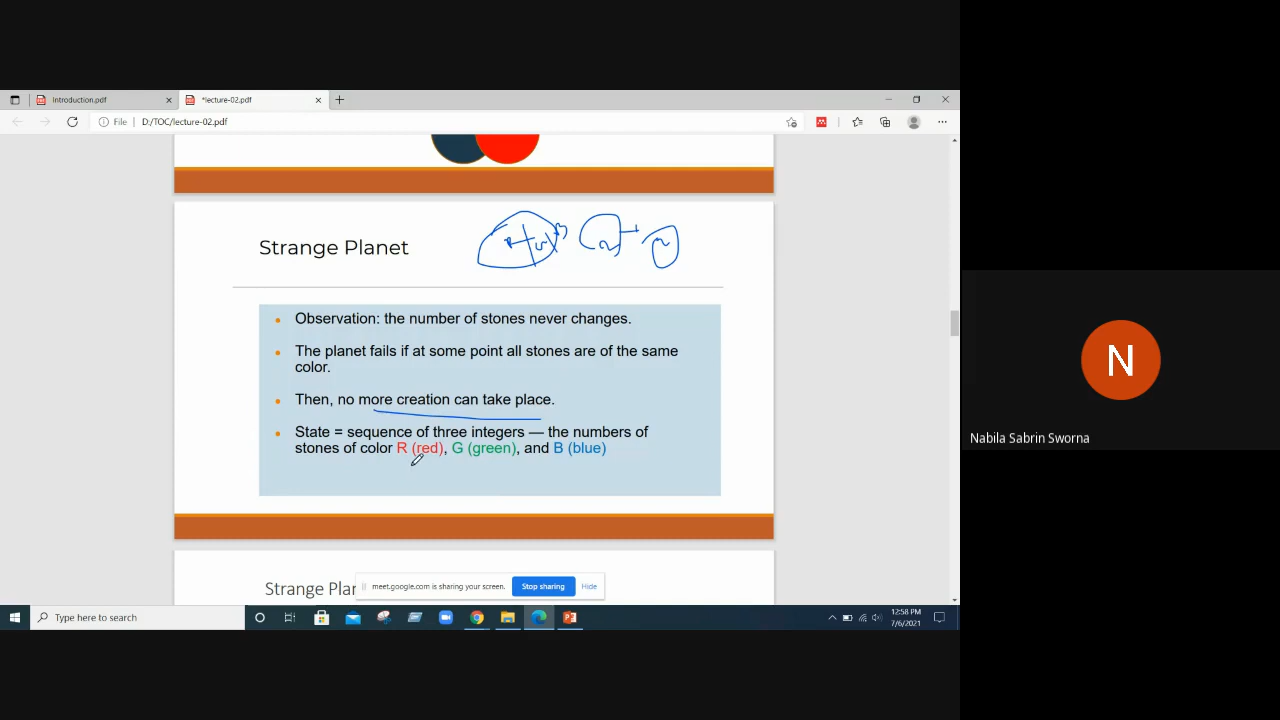 Introduction.pdf
*lecture-02.pdf
File
D:/TOC/lecture-02.pdf
Strange Planet
Observation: the number of stones never changes.
The planet fails if at some point all stones are of the same
color.
Then, no more creation can take place.
State = sequence of three integers — the numbers of
stones of color R (red), G (green), and B (blue)
Strange Plan
meet.google.com is sharing your screen.
Stop sharing
Hide
Type here to search
12:58 PM
7/6/2021
N
Nabila Sabrin Sworna